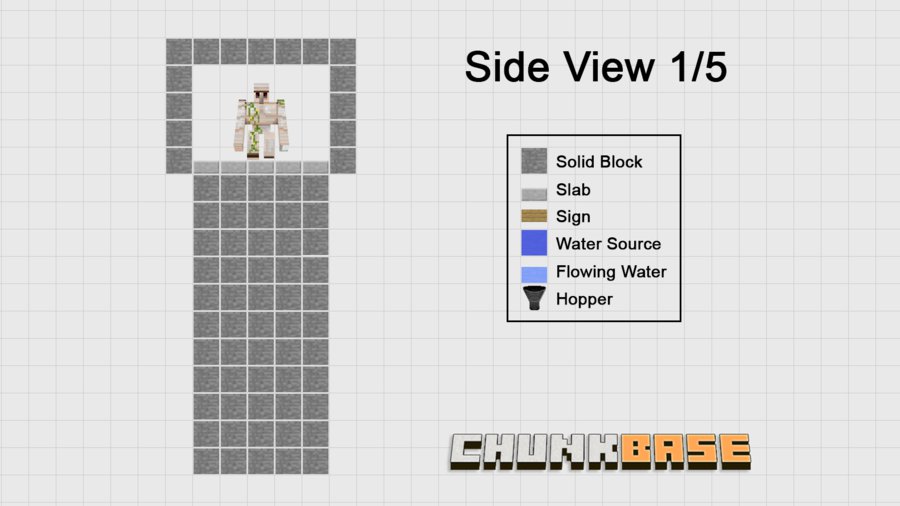 Side View 1/5
Solid Block
Slab
Sign
Water Source
Flowing Water
Hopper
CHUNKBASE